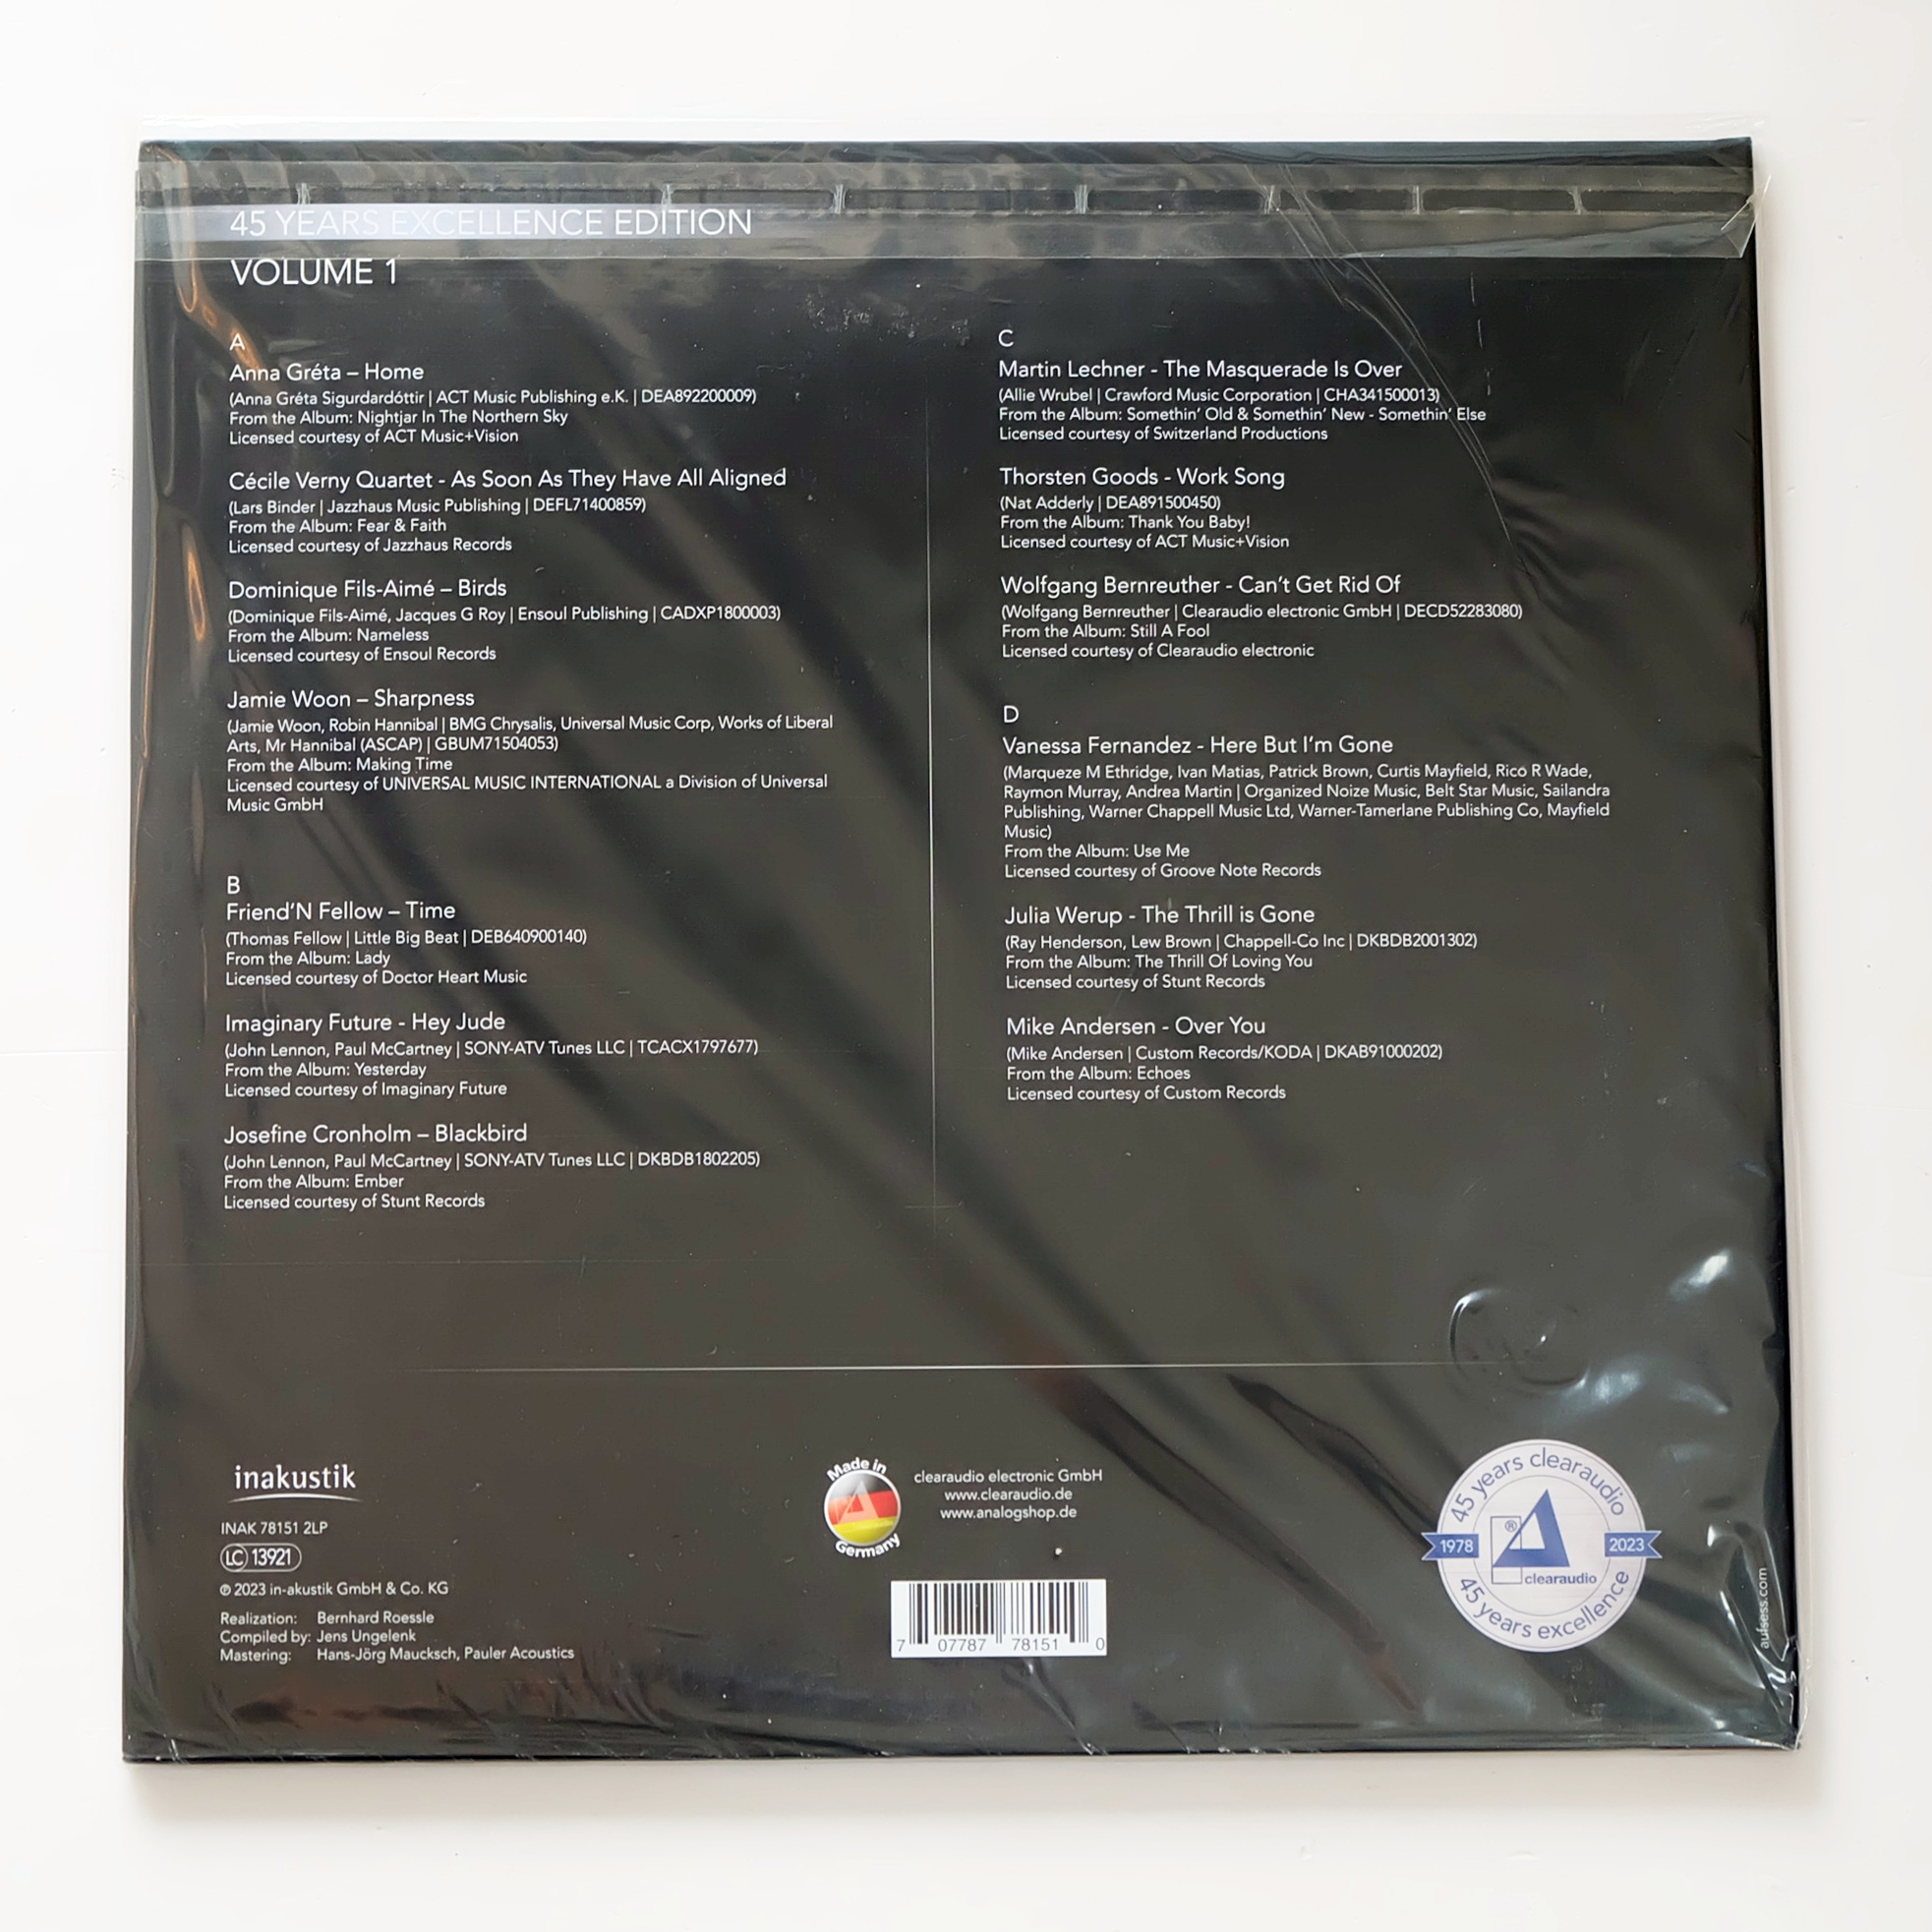 45 YEARS EXCELLENCE EDITION
VOLUME 1
A
Anna Gréta – Home
(Anna Gréta Sigurdardóttir | ACT Music Publishing e.K. | DEA892200009)
From the Album: Nightjar In The Northern Sky
Licensed courtesy of ACT Music+Vision
Cécile Verny Quartet - As Soon As They Have All Aligned
(Lars Binder | Jazzhaus Music Publishing | DEFL71400859)
From the Album: Fear & Faith
Licensed courtesy of Jazzhaus Records
Dominique Fils-Aimé – Birds
(Dominique Fils-Aimé, Jacques G Roy | Ensoul Publishing | CADXP1800003)
From the Album: Nameless
Licensed courtesy of Ensoul Records
Jamie Woon – Sharpness
(Jamie Woon, Robin Hannibal | BMG Chrysalis, Universal Music Corp, Works of Liberal
Arts, Mr Hannibal (ASCAP) | GBUM71504053)
From the Album: Making Time
Licensed courtesy of UNIVERSAL MUSIC INTERNATIONAL a Division of Universal
Music GmbH
B
Friend'N Fellow – Time
(Thomas Fellow | Little Big Beat | DEB640900140)
From the Album: Lady
Licensed courtesy of Doctor Heart Music
Imaginary Future - Hey Jude
(John Lennon, Paul McCartney | SONY-ATV Tunes LLC | TCACX1797677)
From the Album: Yesterday
Licensed courtesy of Imaginary Future
Josefine Cronholm – Blackbird
(John Lennon, Paul McCartney | SONY-ATV Tunes LLC | DKBDB1802205)
From the Album: Ember
Licensed courtesy of Stunt Records
C
Martin Lechner - The Masquerade Is Over
(Allie Wrubel | Crawford Music Corporation | CHA341500013)
From the Album: Somethin' Old & Somethin' New - Somethin' Else
Licensed courtesy of Switzerland Productions
Thorsten Goods - Work Song
(Nat Adderly | DEA891500450)
From the Album: Thank You Baby!
Licensed courtesy of ACT Music+Vision
Wolfgang Bernreuther - Can't Get Rid Of
(Wolfgang Bernreuther | Clearaudio electronic GmbH | DECD52283080)
From the Album: Still A Fool
Licensed courtesy of Clearaudio electronic
D
Vanessa Fernandez - Here But I'm Gone
(Marqueze M Ethridge, Ivan Matias, Patrick Brown, Curtis Mayfield, Rico R Wade,
Raymon Murray, Andrea Martin | Organized Noize Music, Belt Star Music, Sailandra
Publishing, Warner Chappell Music Ltd, Warner-Tamerlane Publishing Co, Mayfield
Music)
From the Album: Use Me
Licensed courtesy of Groove Note Records
Julia Werup - The Thrill is Gone
(Ray Henderson, Lew Brown | Chappell-Co Inc | DKBDB2001302)
From the Album: The Thrill Of Loving You
Licensed courtesy of Stunt Records
Mike Andersen - Over You
(Mike Andersen | Custom Records/KODA | DKAB91000202)
From the Album: Echoes
Licensed courtesy of Custom Records
inakustik
INAK 78151 2LP
LC 13921
℗ 2023 in-akustik GmbH & Co. KG
Realization: Bernhard Roessle
Compiled by: Jens Ungelenk
Mastering: Hans-Jörg Maucksch, Pauler Acoustics
Made in
Germany
clearaudio electronic GmbH
www.clearaudio.de
www.analogshop.de
7 07787 78151 0
45 years clearaudio
1978
®
2023
clearaudio
45 years excellence
aufsess.com